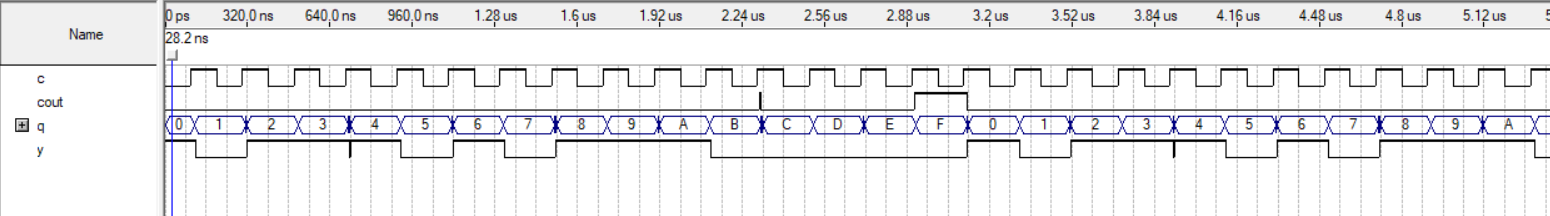 Name
0 ps 320.0 ns 640.0 ns 960.0 ns 1.28 us 1.6 us 1.92 us 2.24 us 2.56 us 2.88 us 3.2 us 3.52 us 3.84 us 4.16 us 4.48 us 4.8 us 5.12 us
28.2 ns
c
cout
q 0 1 2 3 4 5 6 7 8 9 A B C D E F 0 1 2 3 4 5 6 7 8 9 A
y